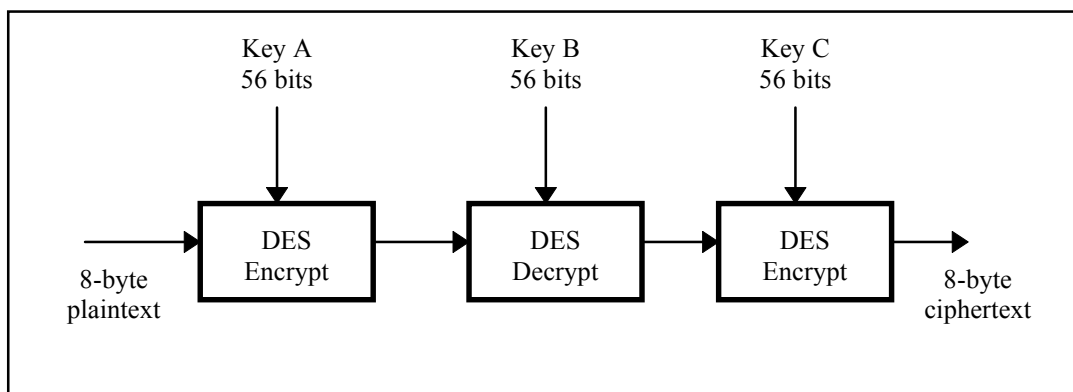 Key A
56 bits
Key B
56 bits
Key C
56 bits
DES
Encrypt
DES
Decrypt
DES
Encrypt
8-byte
plaintext
8-byte
ciphertext